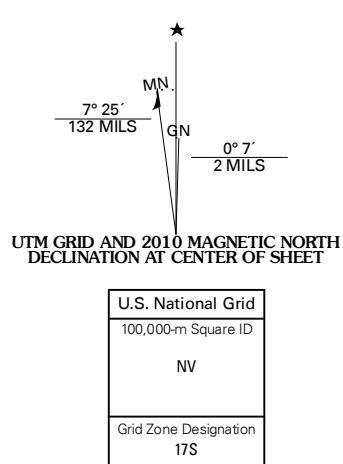 ★
MN
7° 25´
132 MILS
GN
0° 7´
2 MILS
UTM GRID AND 2010 MAGNETIC NORTH
DECLINATION AT CENTER OF SHEET
U.S. National Grid
100,000-m Square ID
NV
Grid Zone Designation
17S